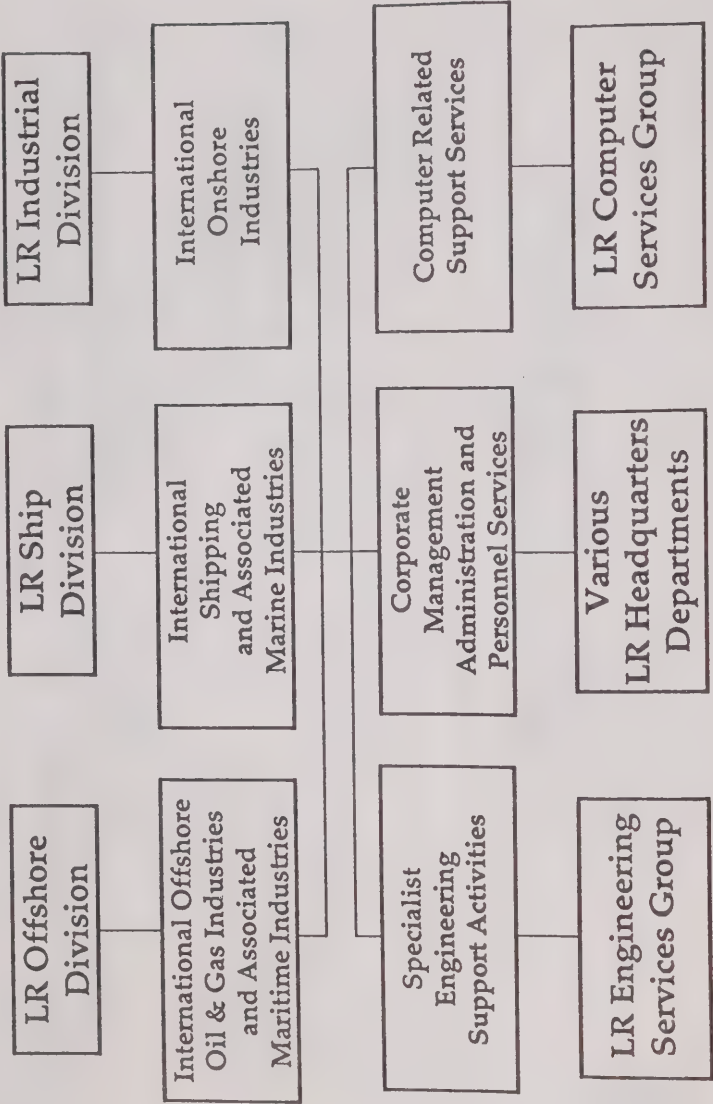 LR Offshore
Division
LR Ship
Division
LR Industrial
Division
International Offshore
Oil & Gas Industries
and Associated
Maritime Industries
International
Shipping
and Associated
Marine Industries
International
Onshore
Industries
Specialist
Engineering
Support Activities
Corporate
Management
Administration and
Personnel Services
Computer Related
Support Services
LR Engineering
Services Group
Various
LR Headquarters
Departments
LR Computer
Services Group